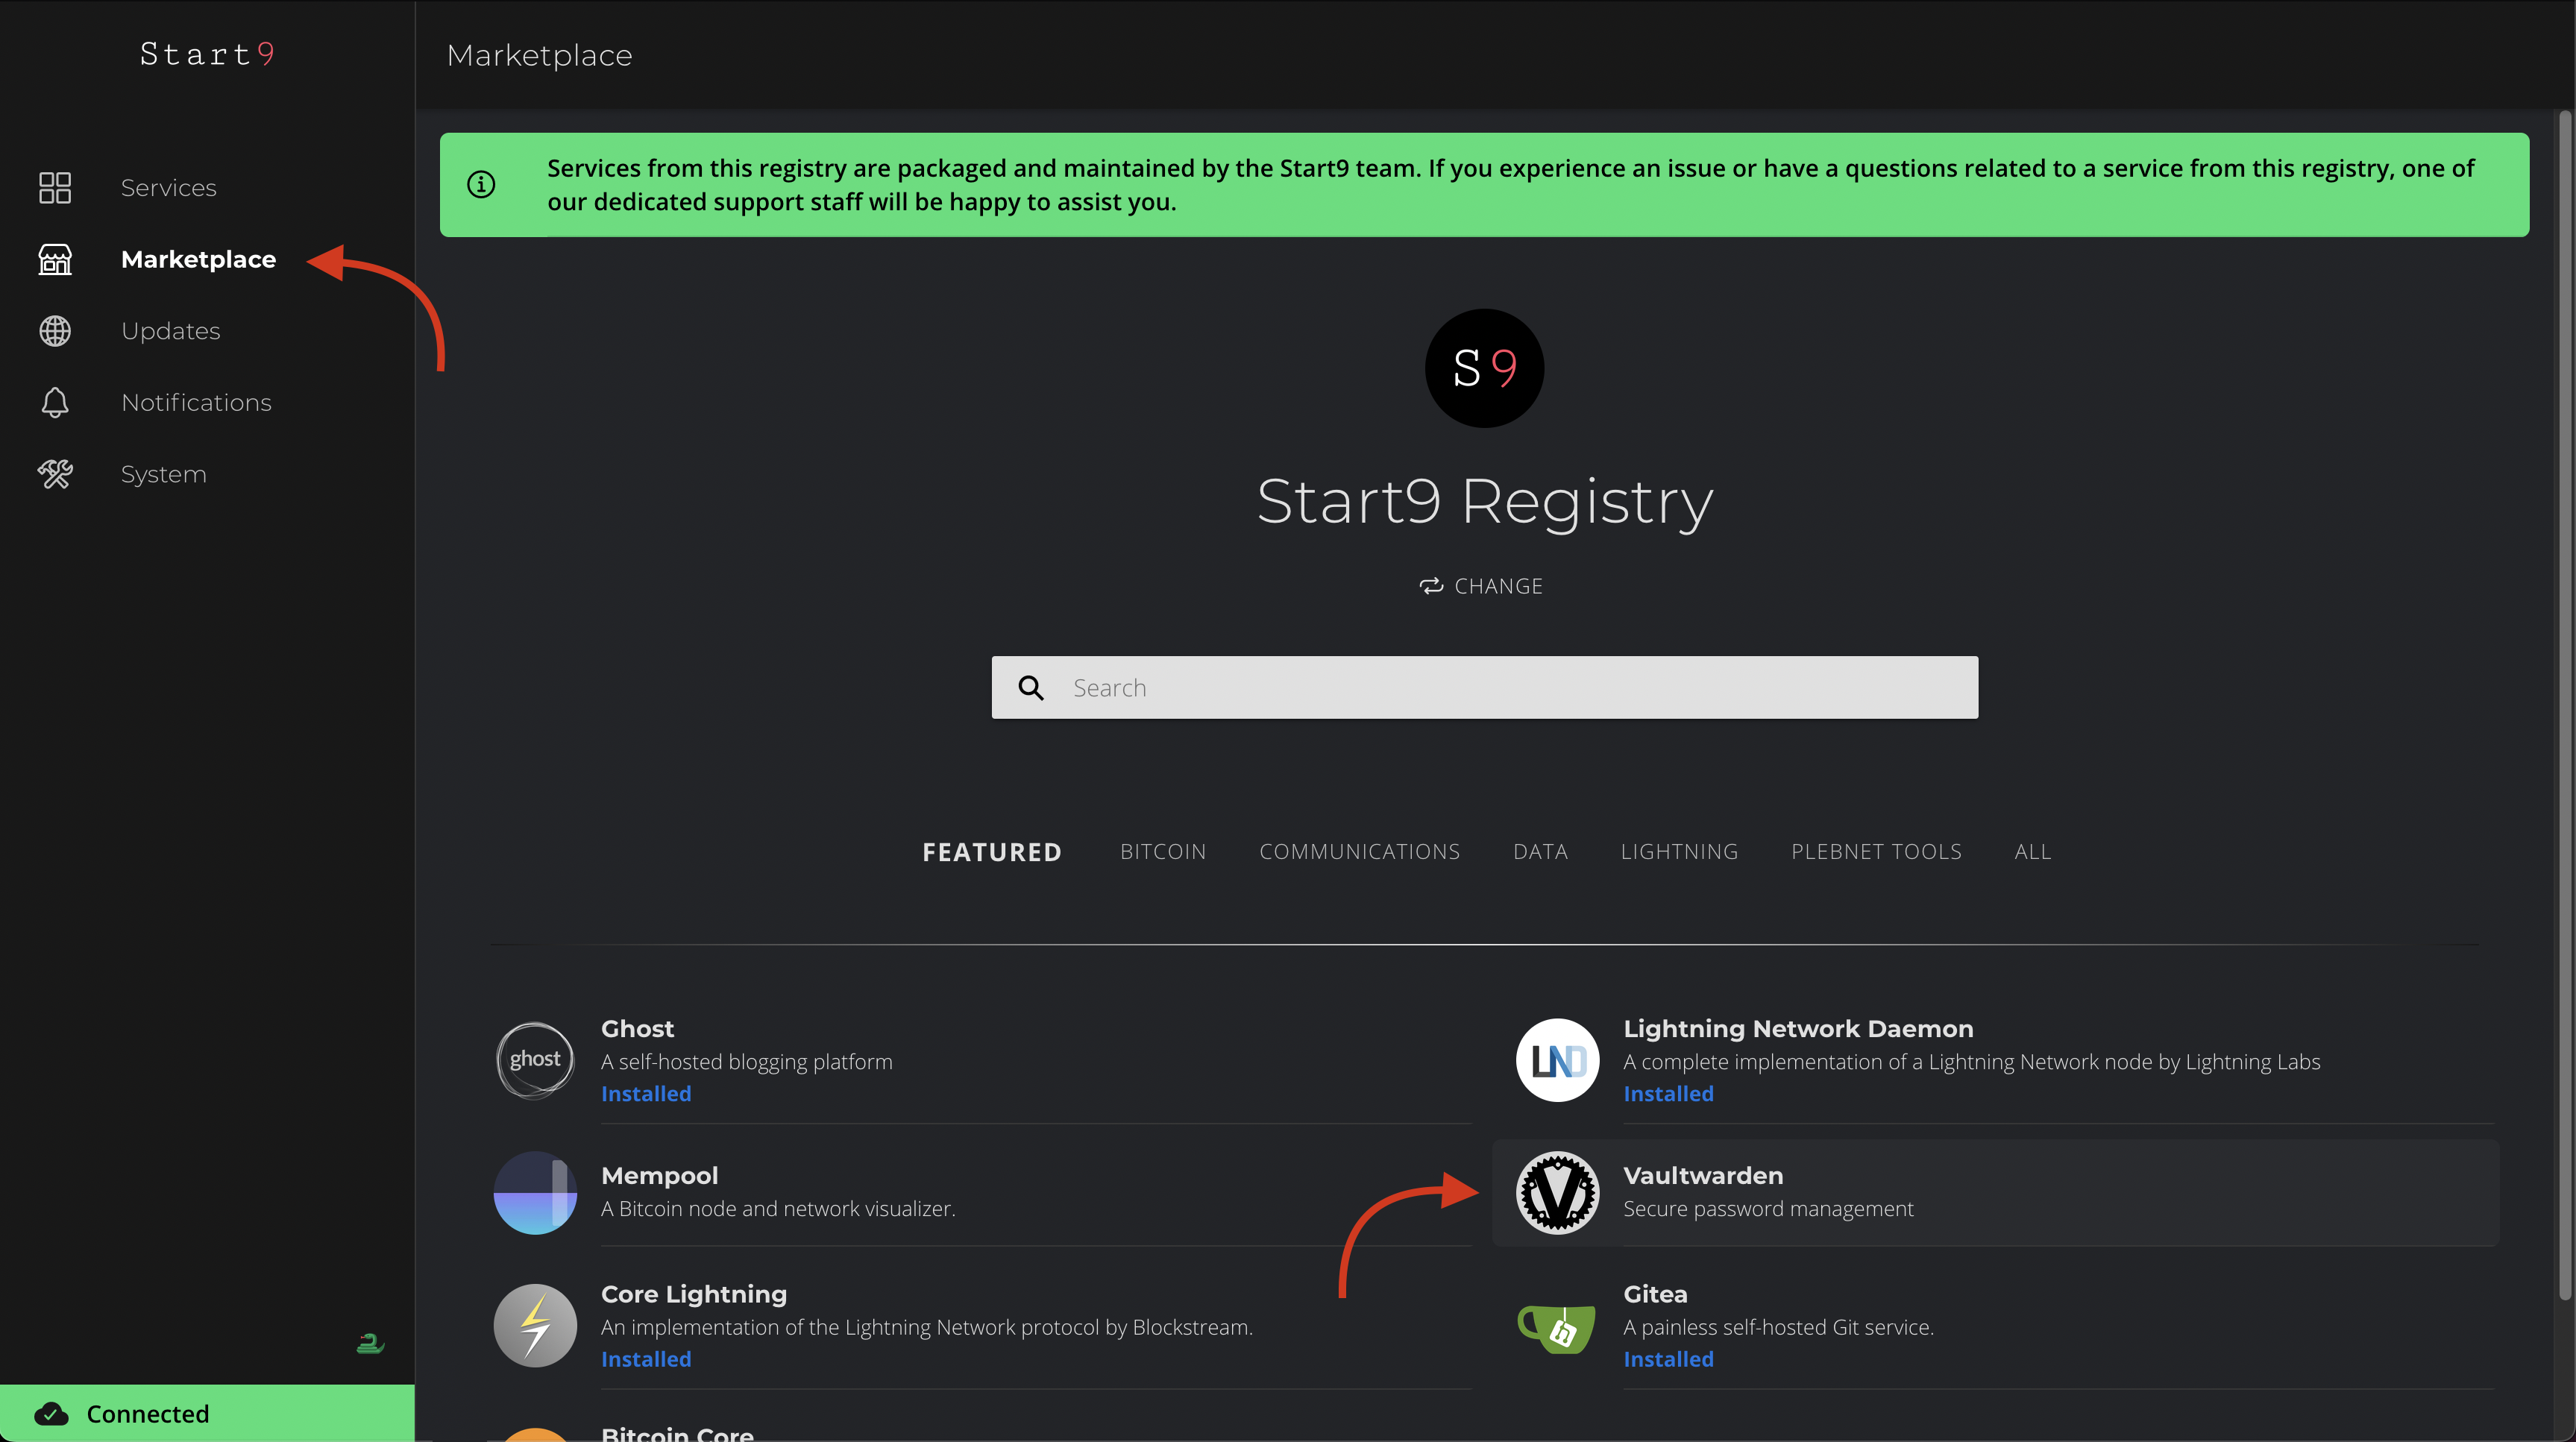 Start9
Marketplace
Services
Marketplace
Updates
Notifications
System
Connected
Services from this registry are packaged and maintained by the Start9 team. If you experience an issue or have a questions related to a service from this registry, one of
our dedicated support staff will be happy to assist you.
S9
Start9 Registry
CHANGE
Search
FEATURED BITCOIN COMMUNICATIONS DATA LIGHTNING PLEBNET TOOLS ALL
ghost
Ghost
A self-hosted blogging platform
Installed
LND
Lightning Network Daemon
A complete implementation of a Lightning Network node by Lightning Labs
Installed
Mempool
A Bitcoin node and network visualizer.
V
Vaultwarden
Secure password management
Core Lightning
An implementation of the Lightning Network protocol by Blockstream.
Installed
Gitea
A painless self-hosted Git service.
Installed
Bitcoin Core